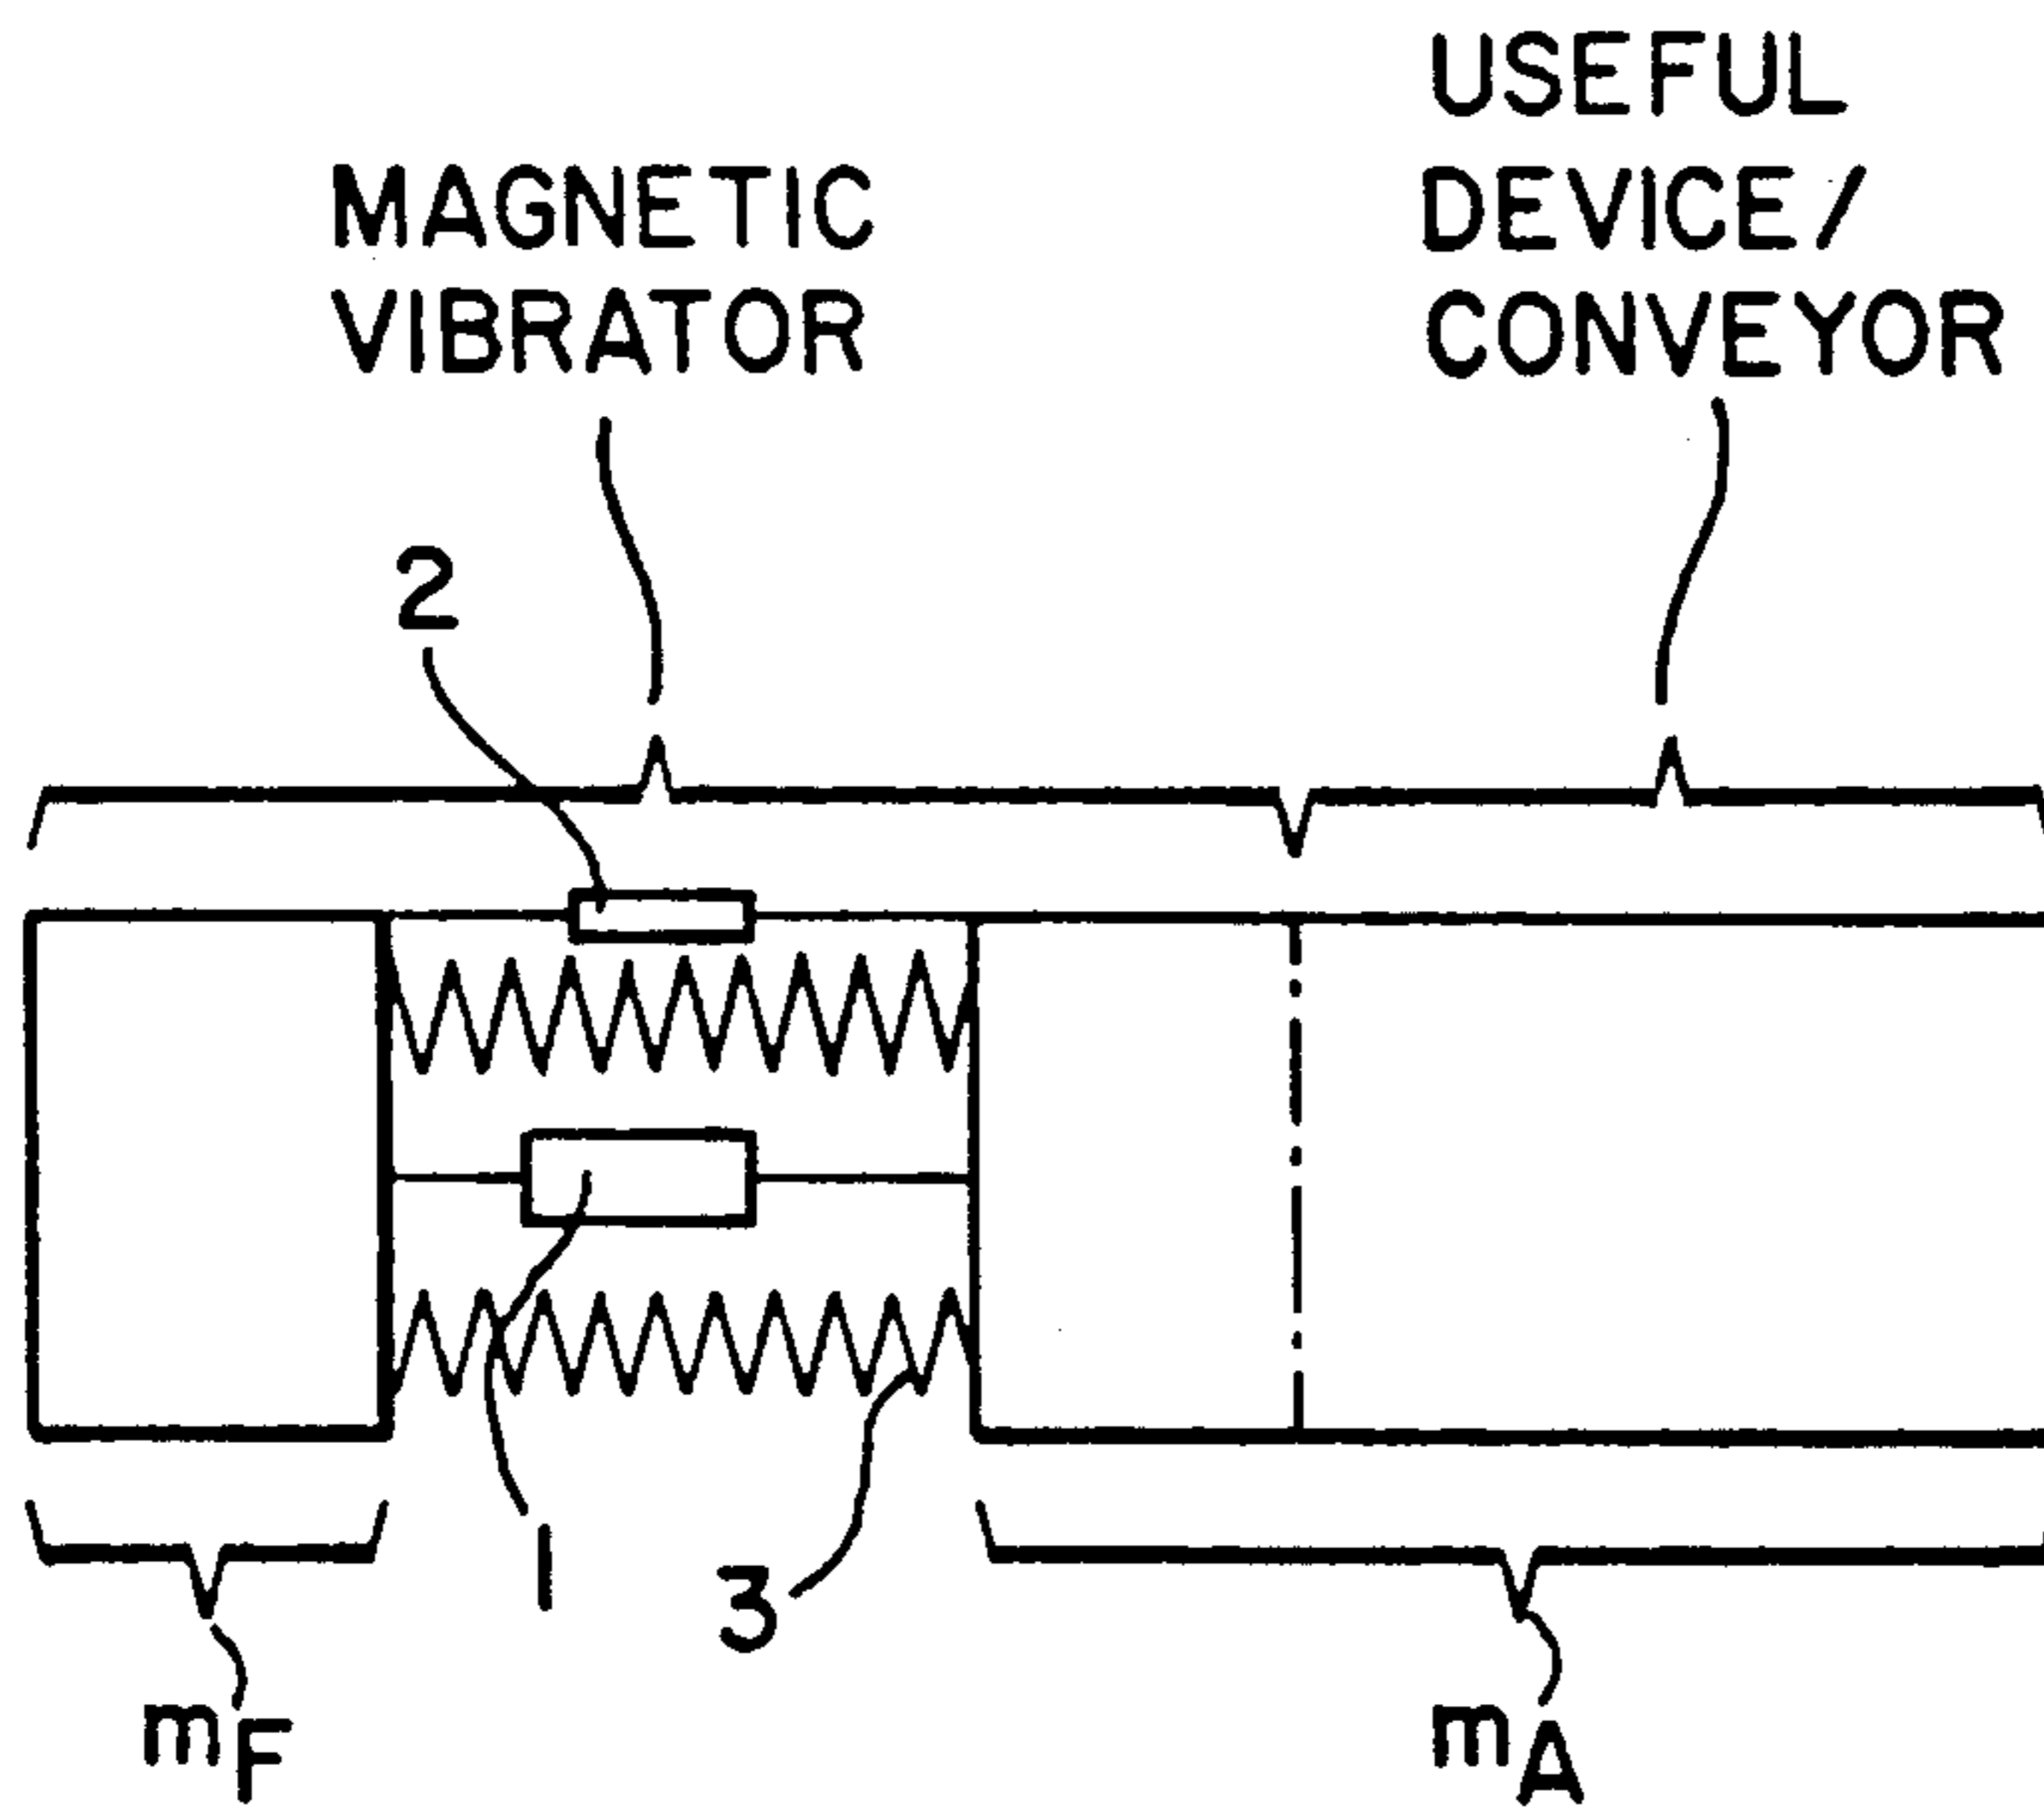 USEFUL
DEVICE/
CONVEYOR
MAGNETIC
VIBRATOR
2
1
3
mF
mA